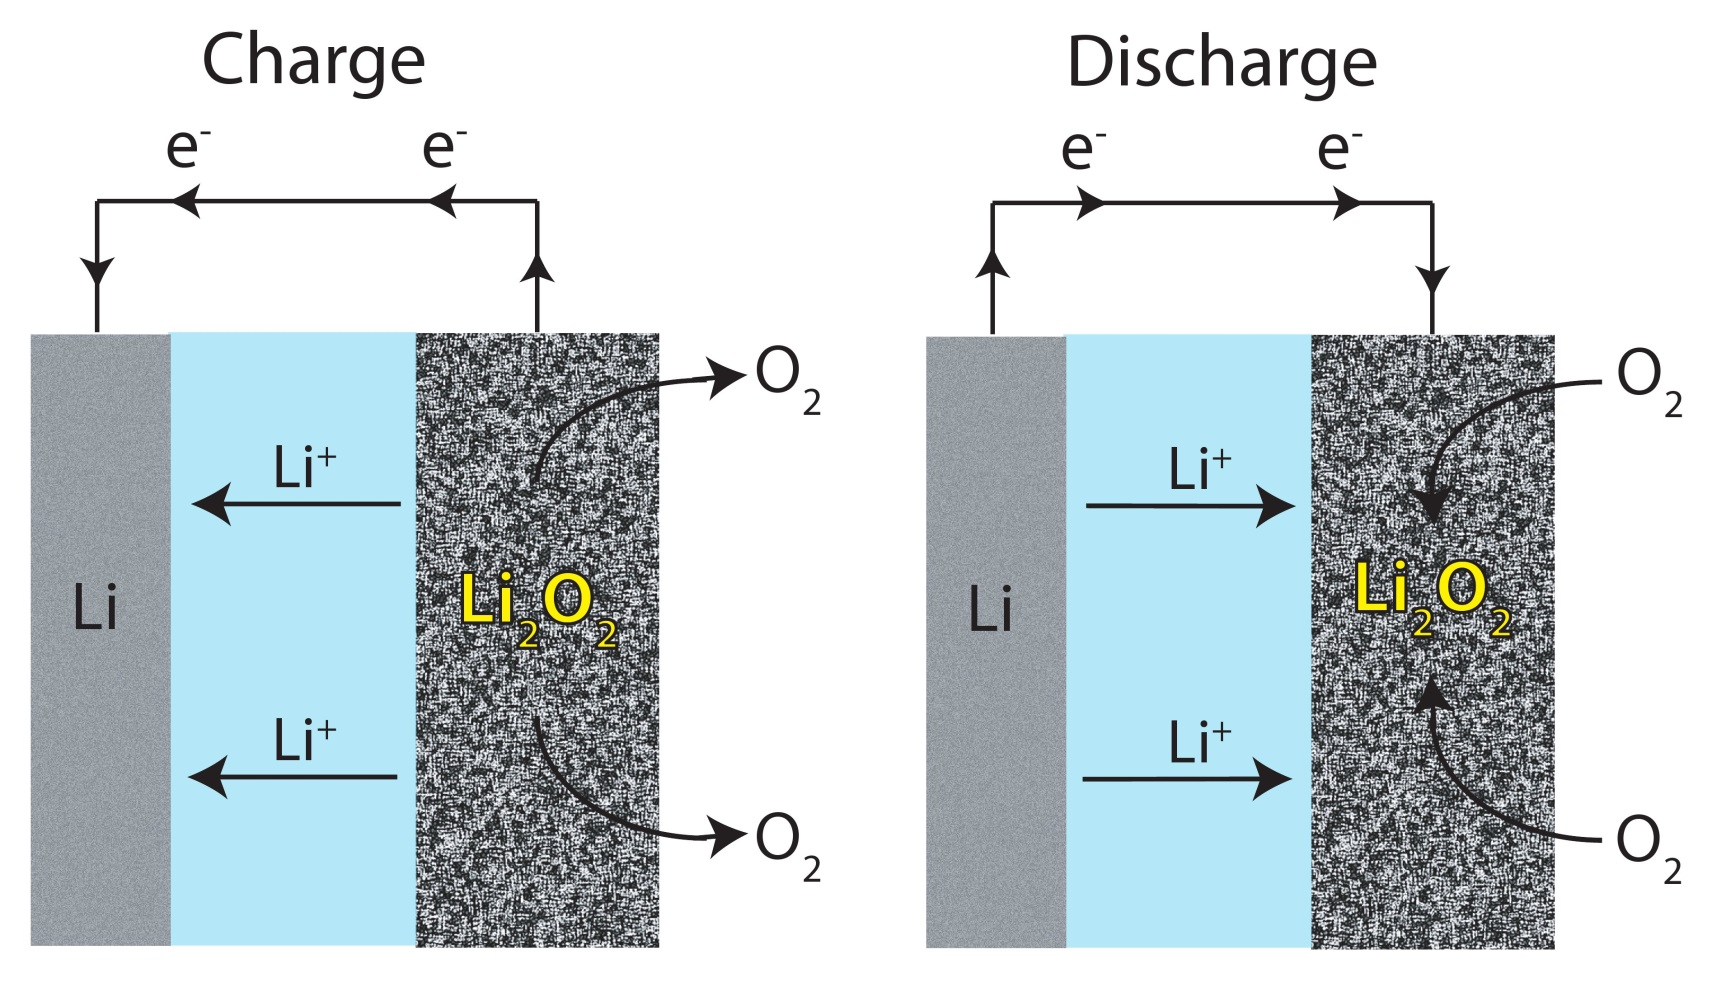 Charge
e⁻ e⁻
O₂
Li⁺
Li
Li₂O₂
Li⁺
O₂
Discharge
e⁻ e⁻
O₂
Li⁺
Li
Li₂O₂
Li⁺
O₂